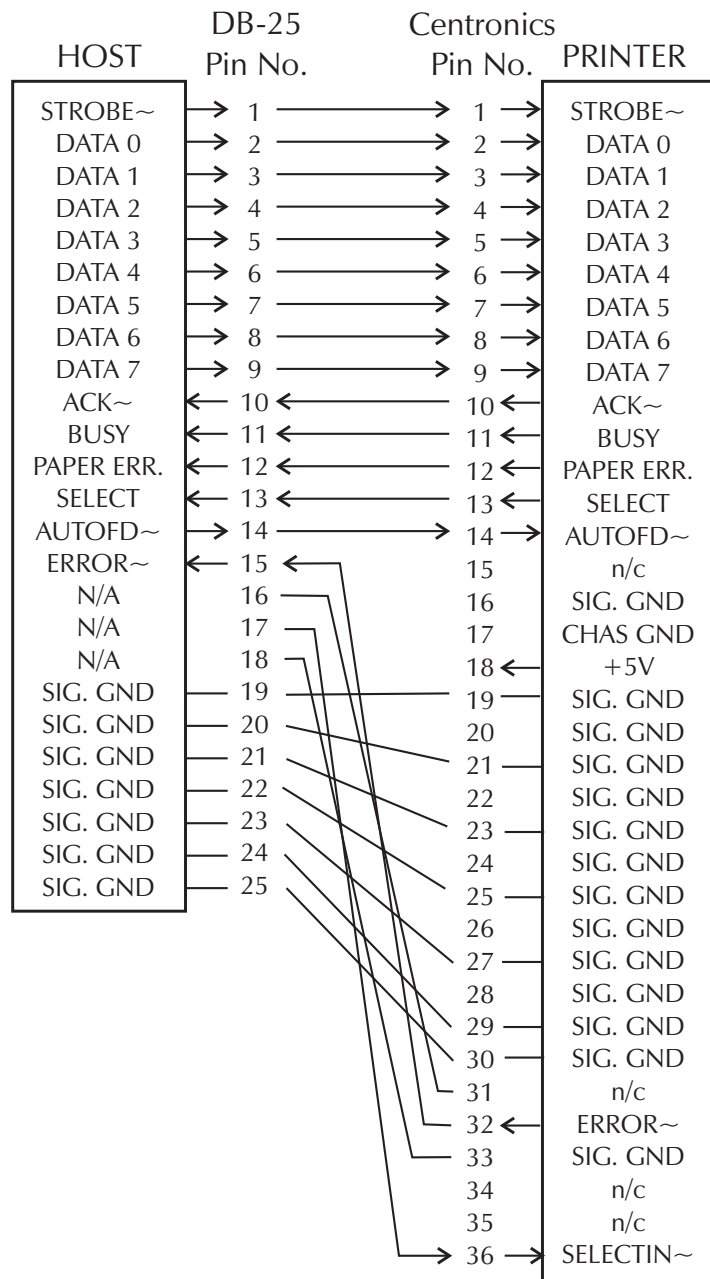 DB-25 Centronics
HOST Pin No. Pin No. PRINTER
STROBE~ 1 1 STROBE~
DATA 0 2 2 DATA 0
DATA 1 3 3 DATA 1
DATA 2 4 4 DATA 2
DATA 3 5 5 DATA 3
DATA 4 6 6 DATA 4
DATA 5 7 7 DATA 5
DATA 6 8 8 DATA 6
DATA 7 9 9 DATA 7
ACK~ 10 10 ACK~
BUSY 11 11 BUSY
PAPER ERR. 12 12 PAPER ERR.
SELECT 13 13 SELECT
AUTOFD~ 14 14 AUTOFD~
ERROR~ 15 15 n/c
N/A 16 16 SIG. GND
N/A 17 17 CHAS GND
N/A 18 18 +5V
SIG. GND 19 19 SIG. GND
SIG. GND 20 20 SIG. GND
SIG. GND 21 21 SIG. GND
SIG. GND 22 22 SIG. GND
SIG. GND 23 23 SIG. GND
SIG. GND 24 24 SIG. GND
SIG. GND 25 25 SIG. GND
26 SIG. GND
27 SIG. GND
28 SIG. GND
29 SIG. GND
30 SIG. GND
31 n/c
32 ERROR~
33 SIG. GND
34 n/c
35 n/c
36 SELECTIN~